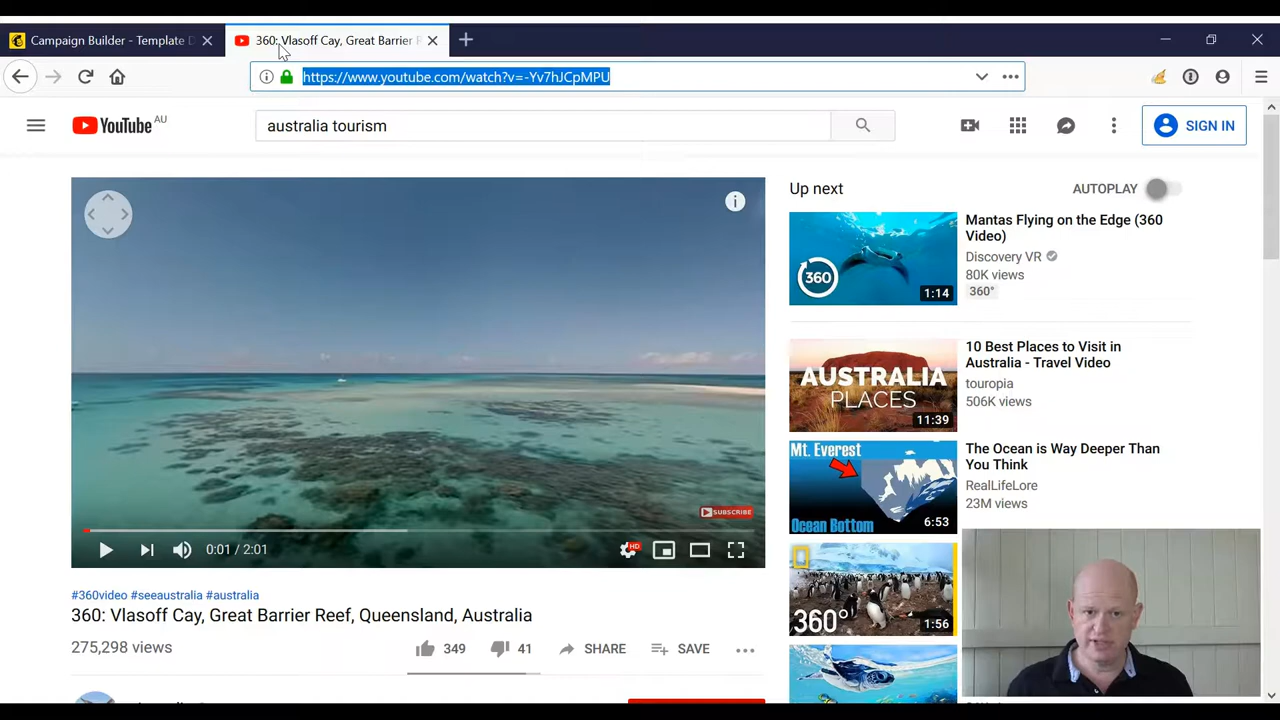 Campaign Builder - Template D
360: Vlasoff Cay, Great Barrier R
https://www.youtube.com/watch?v=-Yv7hJCpMPU
YouTube AU
australia tourism
SIGN IN
Up next
AUTOPLAY
360
1:14
Mantas Flying on the Edge (360
Video)
Discovery VR
80K views
360°
AUSTRALIA
PLACES
11:39
10 Best Places to Visit in
Australia - Travel Video
touropia
506K views
Mt. Everest
Ocean Bottom
6:53
The Ocean is Way Deeper Than
You Think
RealLifeLore
23M views
360°
1:56
SUBSCRIBE
0:01 / 2:01
HD
#360video #seeaustralia #australia
360: Vlasoff Cay, Great Barrier Reef, Queensland, Australia
275,298 views
349
41
SHARE
SAVE